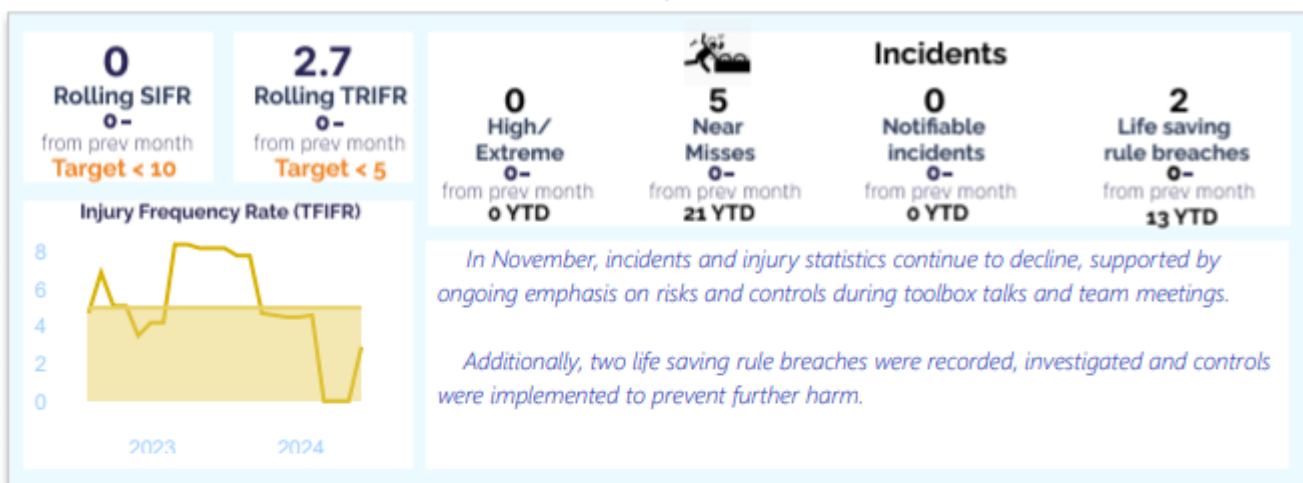 0
Rolling SIFR
0-
from prev month
Target < 10
2.7
Rolling TRIFR
0-
from prev month
Target < 5
Incidents
0
High/
Extreme
0-
from prev month
0 YTD
5
Near
Misses
0-
from prev month
21 YTD
0
Notifiable
incidents
0-
from prev month
0 YTD
2
Life saving
rule breaches
0-
from prev month
13 YTD
Injury Frequency Rate (TFIFR)
8
6
4
2
0
2023
2024
In November, incidents and injury statistics continue to decline, supported by
ongoing emphasis on risks and controls during toolbox talks and team meetings.
Additionally, two life saving rule breaches were recorded, investigated and controls
were implemented to prevent further harm.